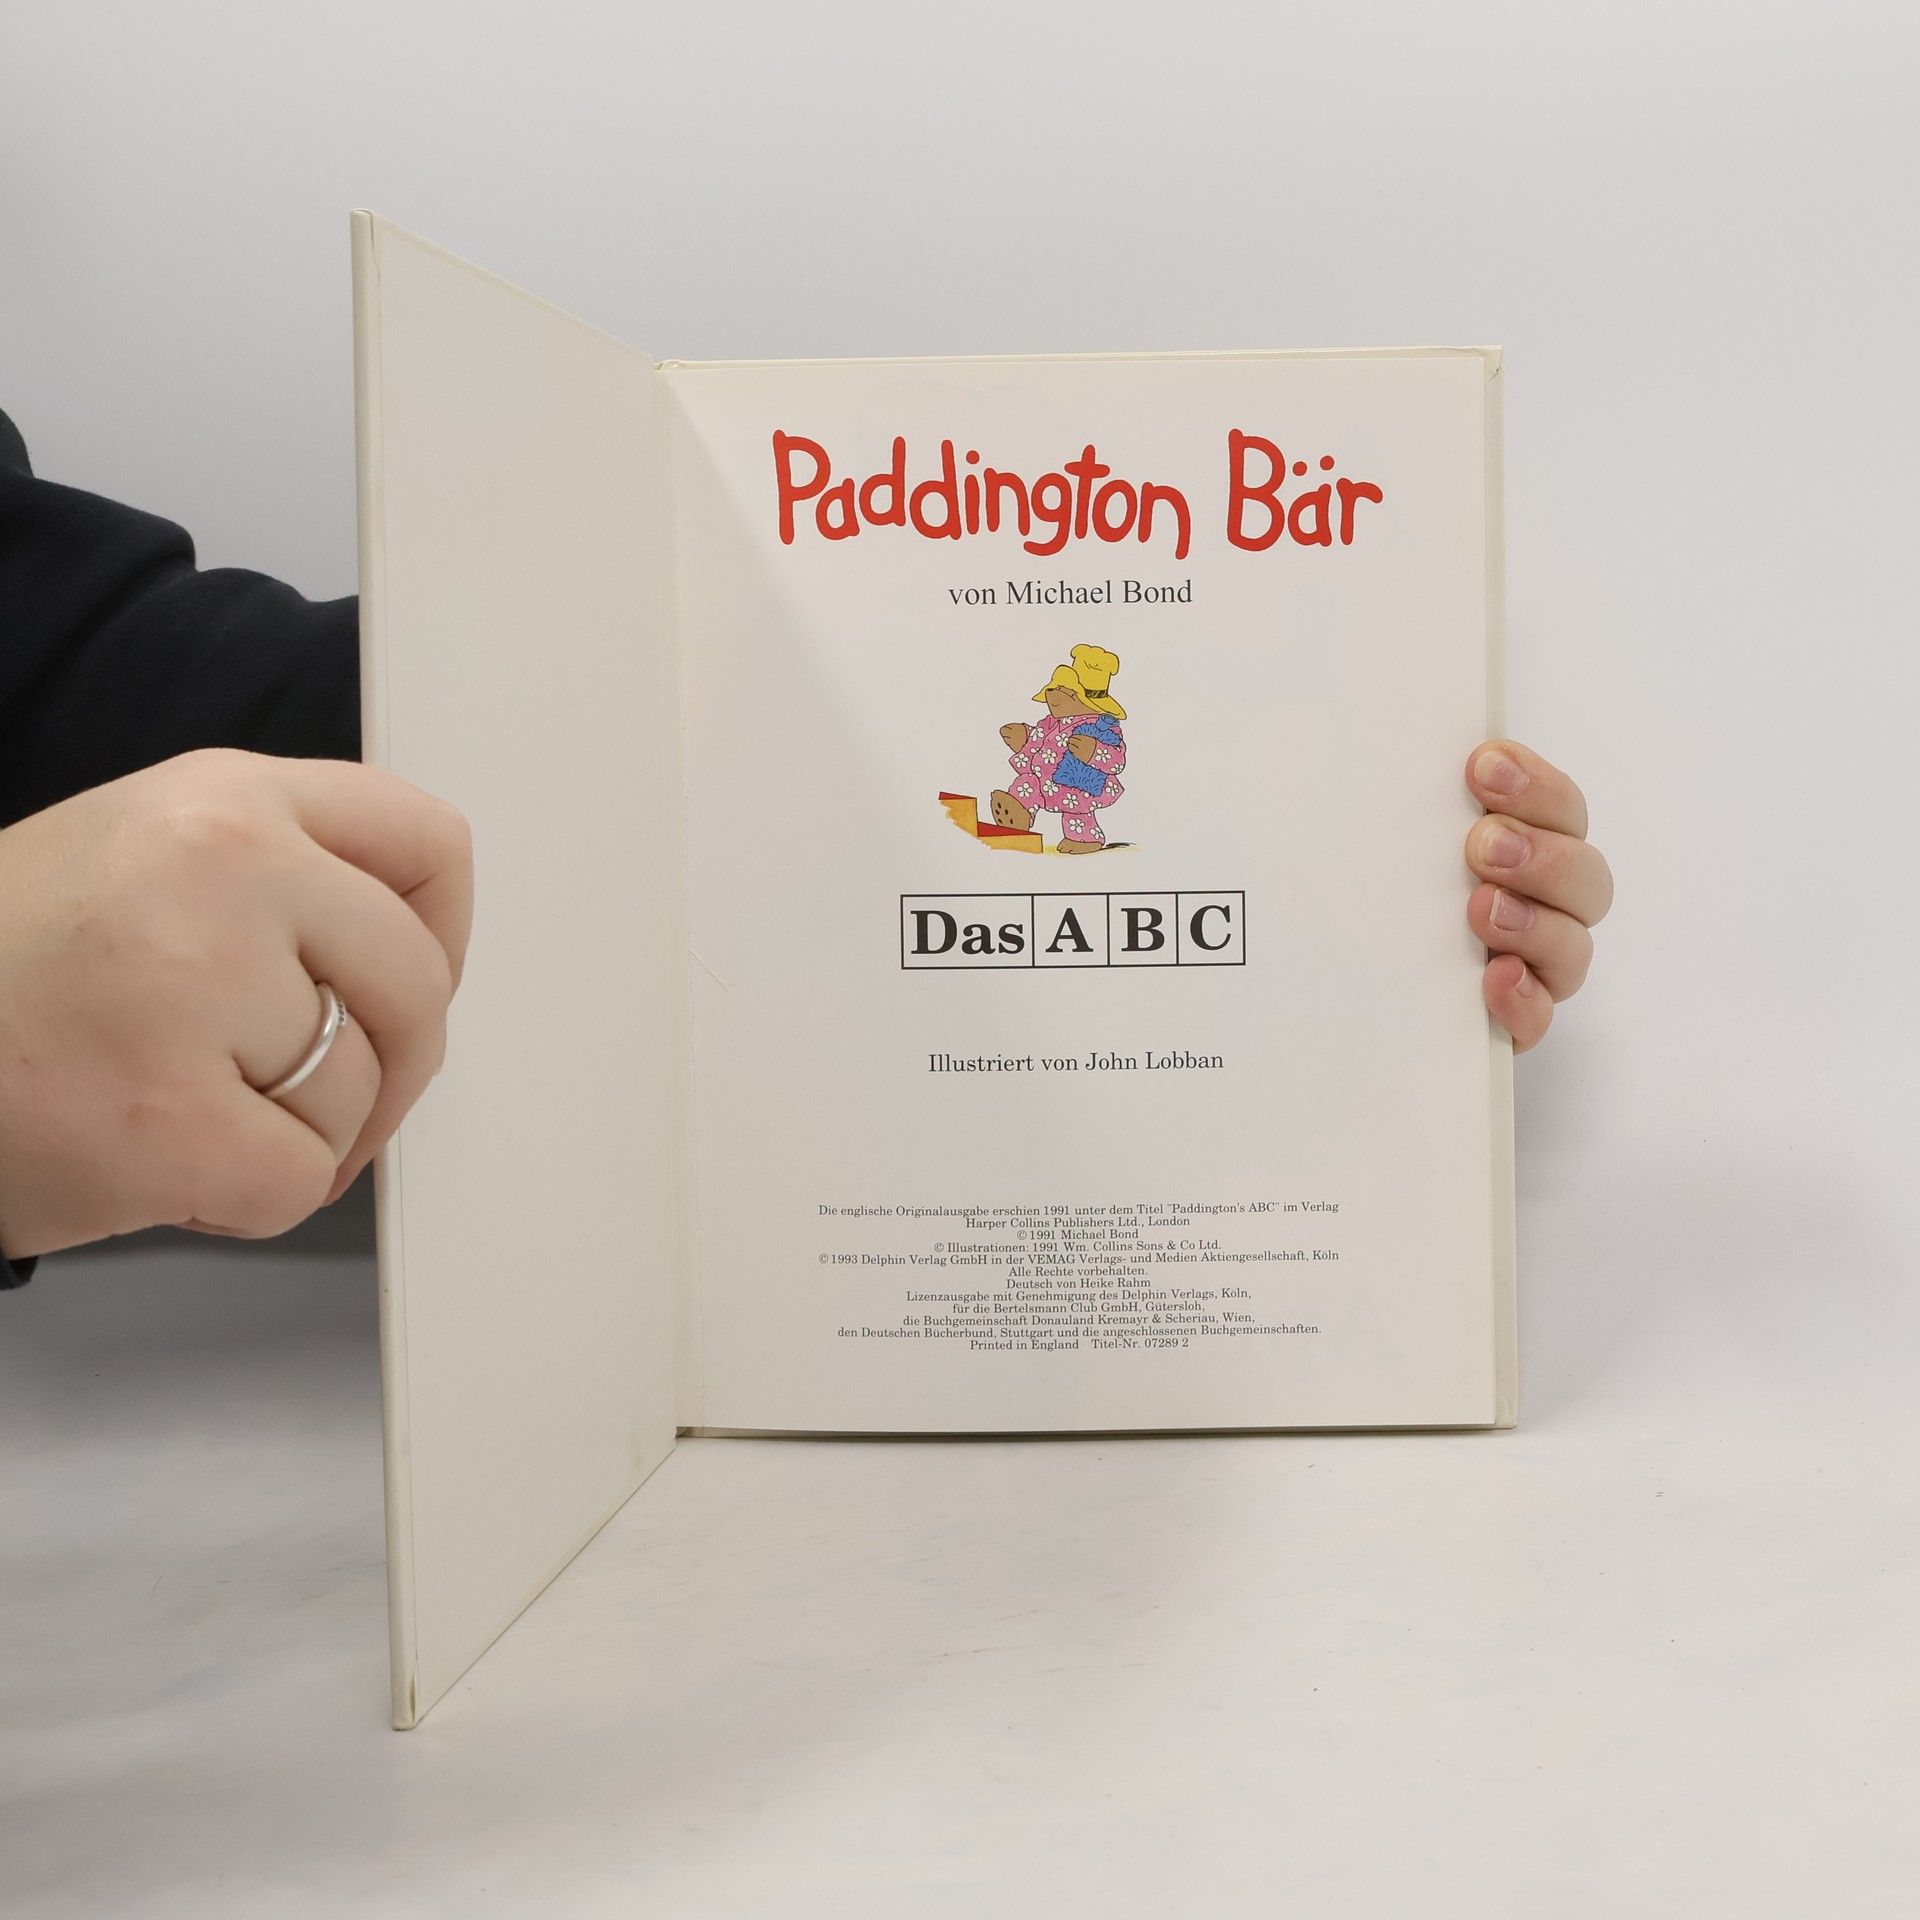 Paddington Bär
von Michael Bond
Das ABC
Illustriert von John Lobban
Die englische Originalausgabe erschien 1991 unter dem Titel "Paddington's ABC" im Verlag
Harper Collins Publishers Ltd., London
© 1991 Michael Bond
© Illustrationen: 1991 Wm. Collins Sons & Co Ltd.
© 1993 Delphin Verlag GmbH in der VEMAG Verlags- und Medien Aktiengesellschaft, Köln
Alle Rechte vorbehalten.
Deutsch von Heike Rahm
Lizenzausgabe mit Genehmigung des Delphin Verlags, Köln,
für die Bertelsmann Club GmbH, Gütersloh,
die Buchgemeinschaft Donauland Kremayr & Scheriau, Wien,
den Deutschen Bücherbund, Stuttgart und die angeschlossenen Buchgemeinschaften.
Printed in England Titel-Nr. 07289 2